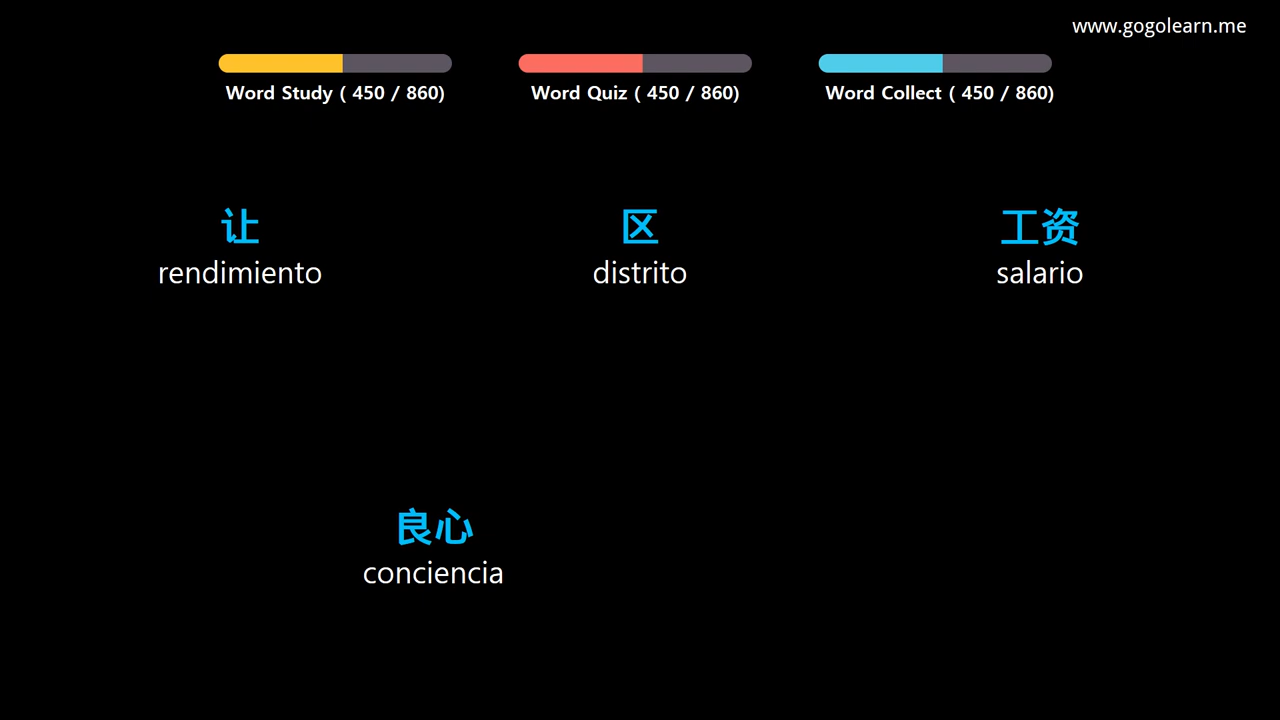 www.gogolearn.me
Word Study ( 450 / 860)
Word Quiz ( 450 / 860)
Word Collect ( 450 / 860)
让
rendimiento
区
distrito
工资
salario
良心
conciencia